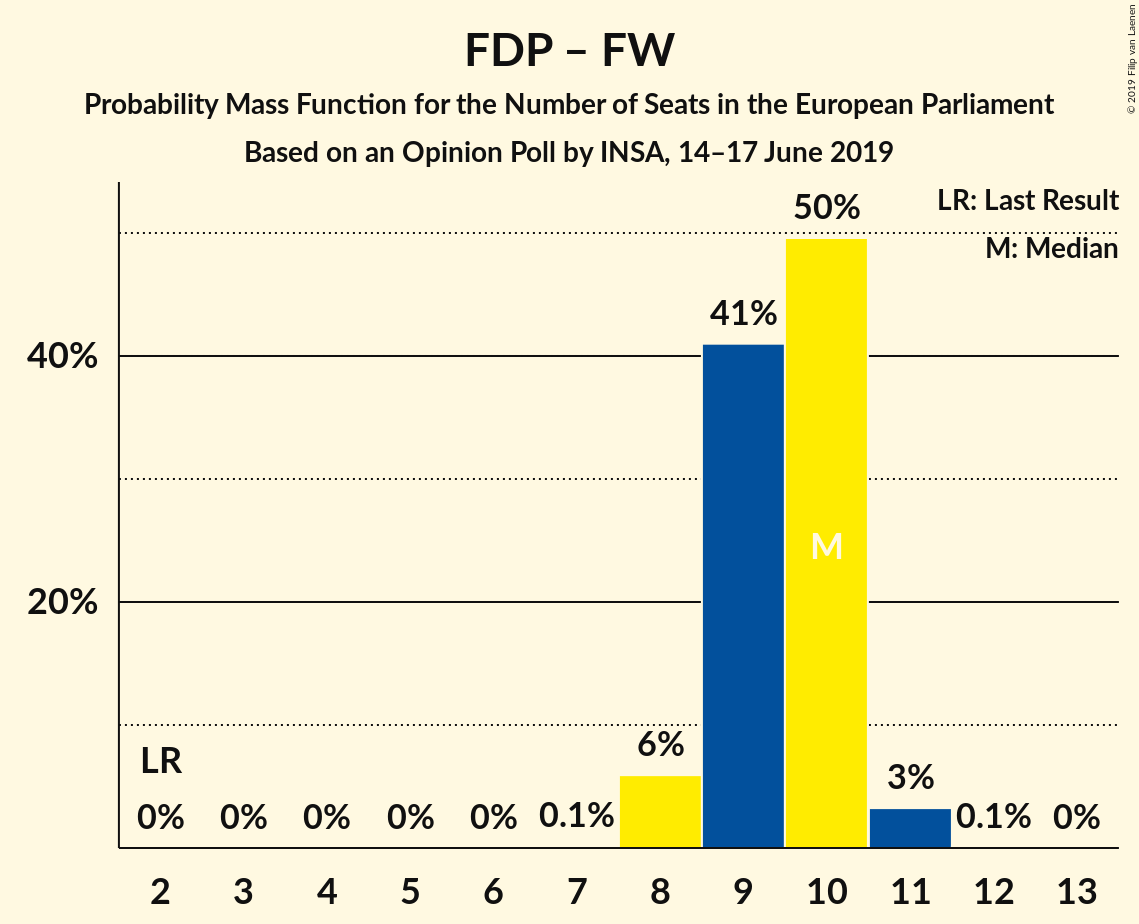 FDP – FW
Probability Mass Function for the Number of Seats in the European Parliament
Based on an Opinion Poll by INSA, 14–17 June 2019
© 2019 Filip van Laenen
LR: Last Result
M: Median
50%
41%
40%
M
20%
6%
LR
3%
0% 0% 0% 0% 0% 0.1% 0.1% 0%
2 3 4 5 6 7 8 9 10 11 12 13